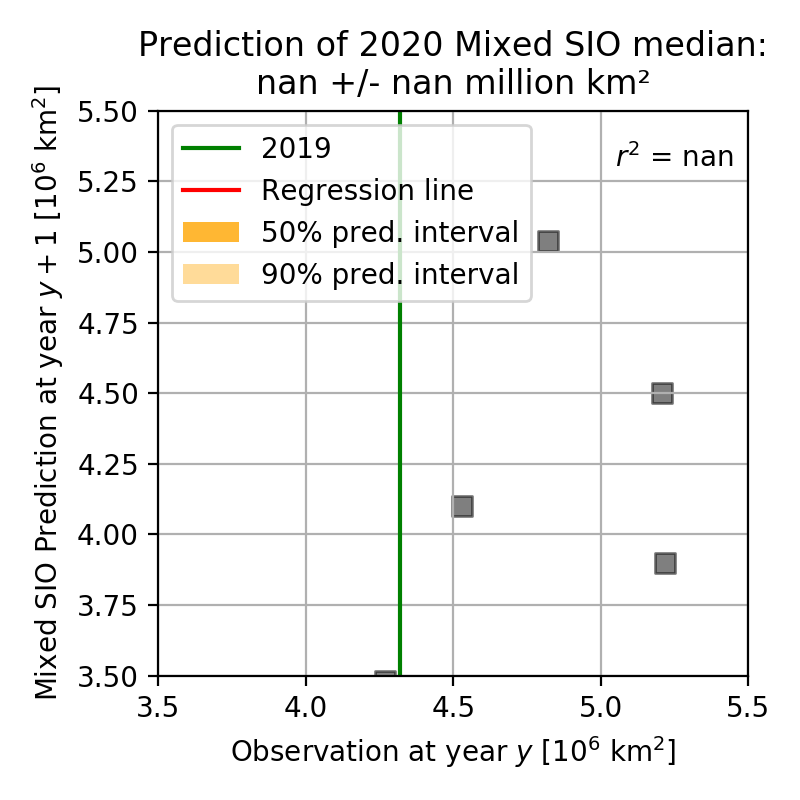 Prediction of 2020 Mixed SIO median:
nan +/- nan million km²
Mixed SIO Prediction at year y + 1 [10⁶ km²]
5.50
5.25
5.00
4.75
4.50
4.25
4.00
3.75
3.50
2019
Regression line
50% pred. interval
90% pred. interval
r² = nan
3.5 4.0 4.5 5.0 5.5
Observation at year y [10⁶ km²]